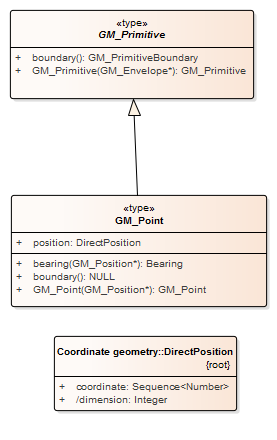 «type»
GM_Primitive
+ boundary(): GM_PrimitiveBoundary
+ GM_Primitive(GM_Envelope*): GM_Primitive
«type»
GM_Point
+ position: DirectPosition
+ bearing(GM_Position*): Bearing
+ boundary(): NULL
+ GM_Point(GM_Position*): GM_Point
Coordinate geometry::DirectPosition
{root}
+ coordinate: Sequence<Number>
+ /dimension: Integer